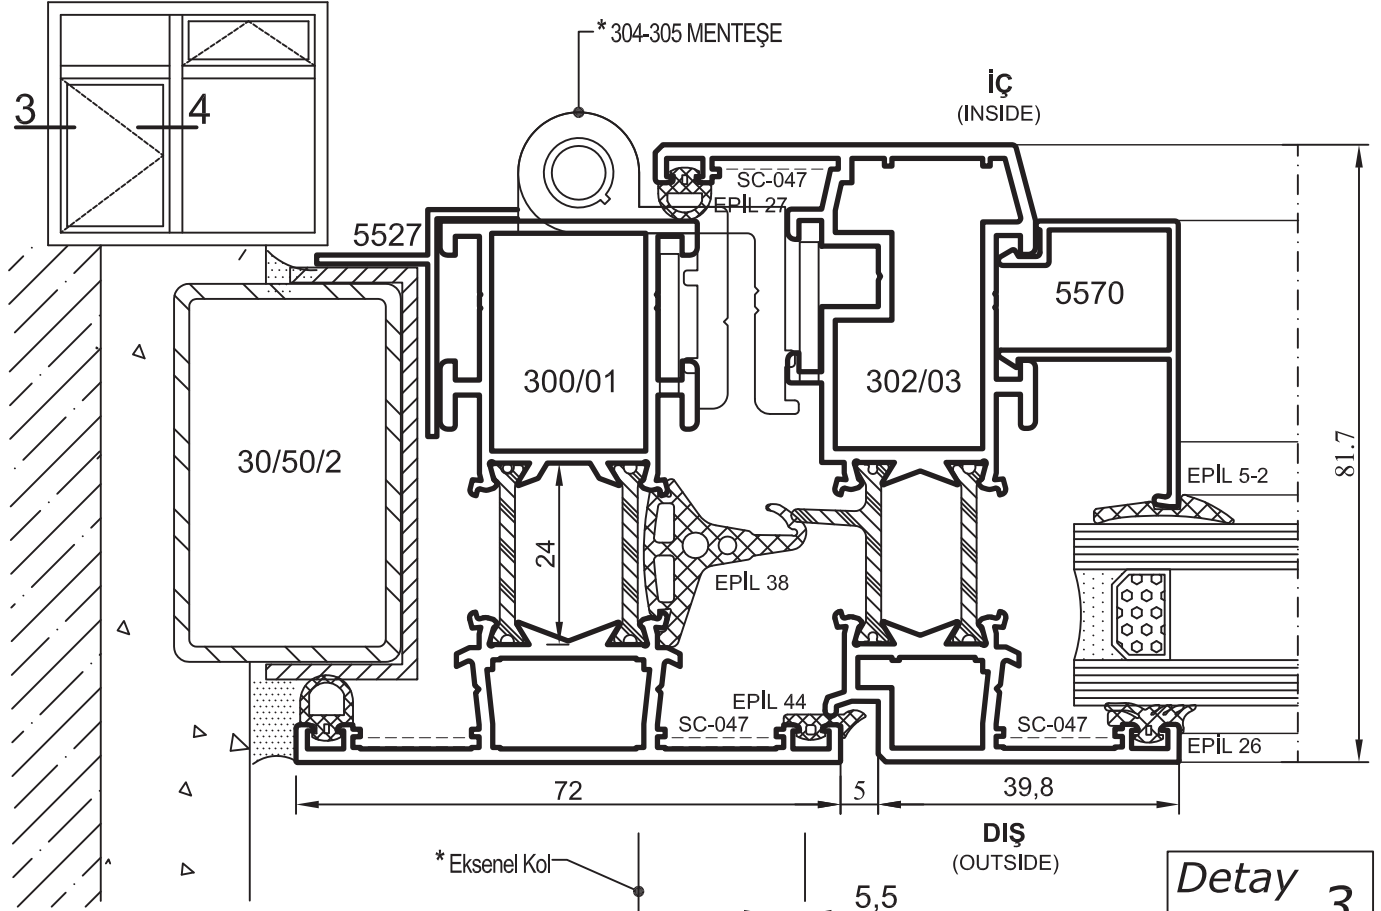 * 304-305 MENTEŞE
İÇ
(INSIDE)
3
4
SC-047
EPİL 27
5527
5570
300/01
302/03
30/50/2
81.7
EPİL 5-2
24
EPİL 38
EPİL 44
SC-047
SC-047
EPİL 26
72
5
39,8
DIŞ
(OUTSIDE)
* Eksenel Kol
5,5
Detay
3